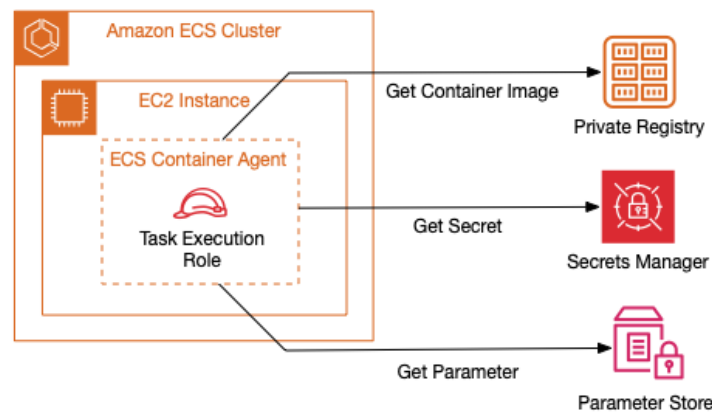 Amazon ECS Cluster
EC2 Instance
ECS Container Agent
Task Execution
Role
Get Container Image
Private Registry
Get Secret
Secrets Manager
Get Parameter
Parameter Store